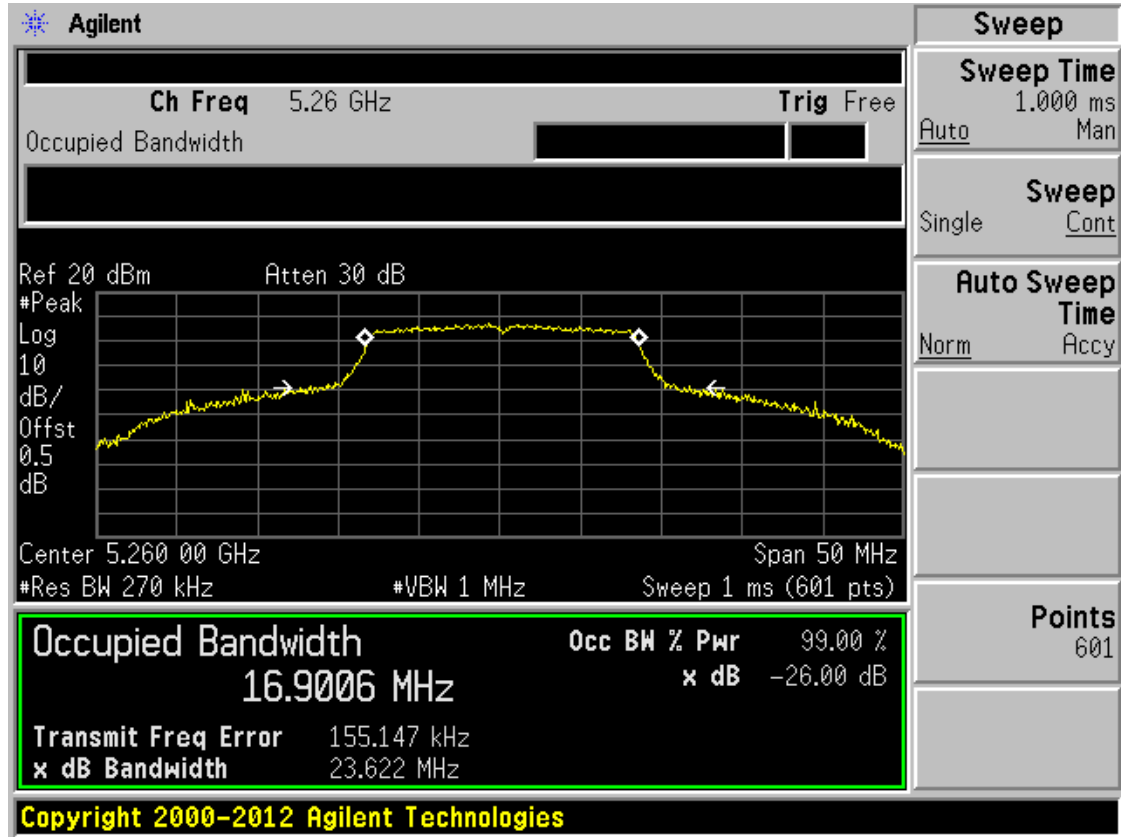 Agilent
Ch Freq 5.26 GHz Trig Free
Occupied Bandwidth
Ref 20 dBm Atten 30 dB
#Peak
Log
10
dB/
Offst
0.5
dB
Center 5.260 00 GHz Span 50 MHz
#Res BW 270 kHz #VBW 1 MHz Sweep 1 ms (601 pts)
Occupied Bandwidth
16.9006 MHz
Occ BW % Pwr 99.00 %
x dB -26.00 dB
Transmit Freq Error 155.147 kHz
x dB Bandwidth 23.622 MHz
Copyright 2000-2012 Agilent Technologies
Sweep
Sweep Time
1.000 ms
Auto Man
Sweep
Single Cont
Auto Sweep
Time
Norm Accy
Points
601